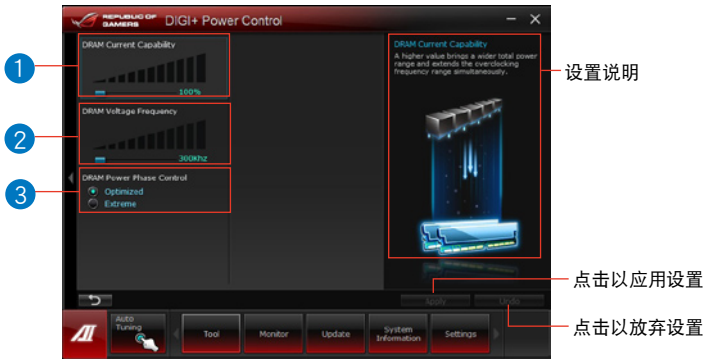 REPUBLIC OF
GAMERS
DIGI+ Power Control
DRAM Current Capability
100%
DRAM Voltage Frequency
300Khz
DRAM Power Phase Control
Optimized
Extreme
DRAM Current Capability
A higher value brings a wider total power
range and extends the overclocking
frequency range simultaneously.
Apply
Undo
Auto
Tuning
Tool
Monitor
Update
System
Information
Settings
1
2
3
设置说明
点击以应用设置
点击以放弃设置